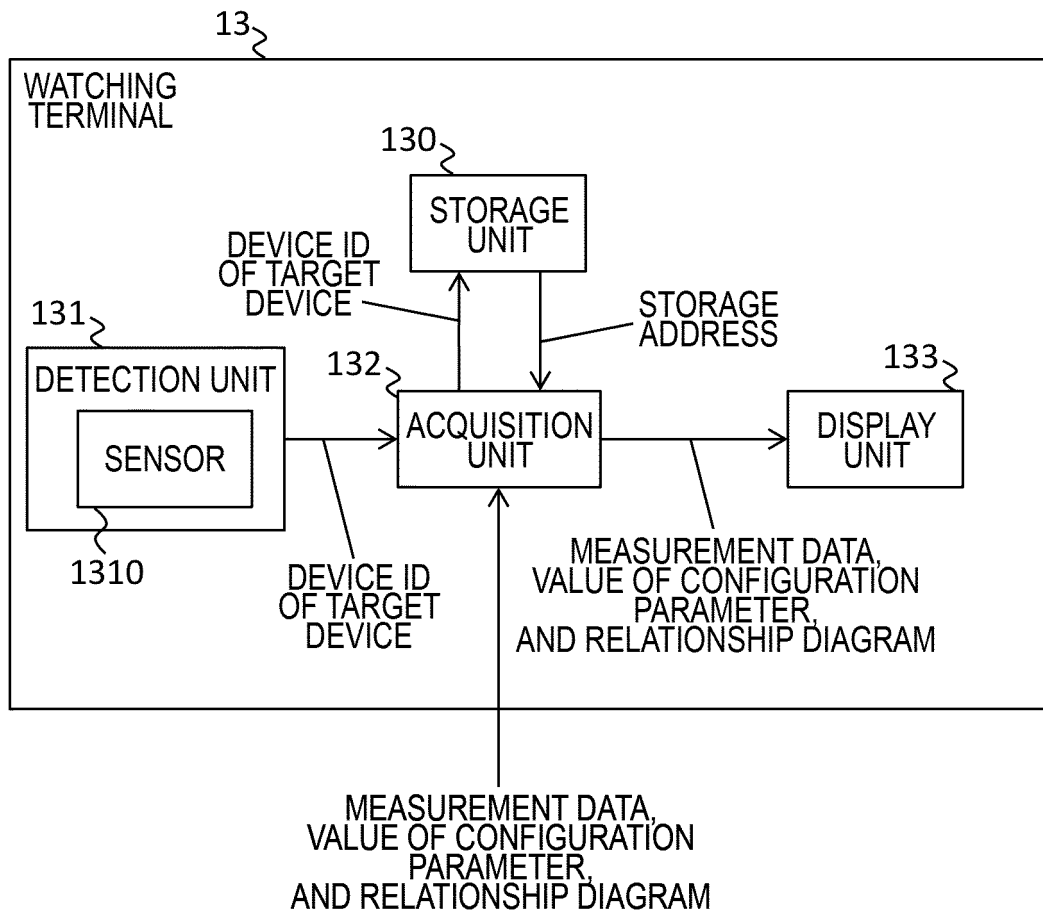 13
WATCHING
TERMINAL
130
STORAGE
UNIT
DEVICE ID
OF TARGET
DEVICE
STORAGE
ADDRESS
131
DETECTION UNIT
SENSOR
1310
132
ACQUISITION
UNIT
133
DISPLAY
UNIT
DEVICE ID
OF TARGET
DEVICE
MEASUREMENT DATA,
VALUE OF CONFIGURATION
PARAMETER,
AND RELATIONSHIP DIAGRAM
MEASUREMENT DATA,
VALUE OF CONFIGURATION
PARAMETER,
AND RELATIONSHIP DIAGRAM